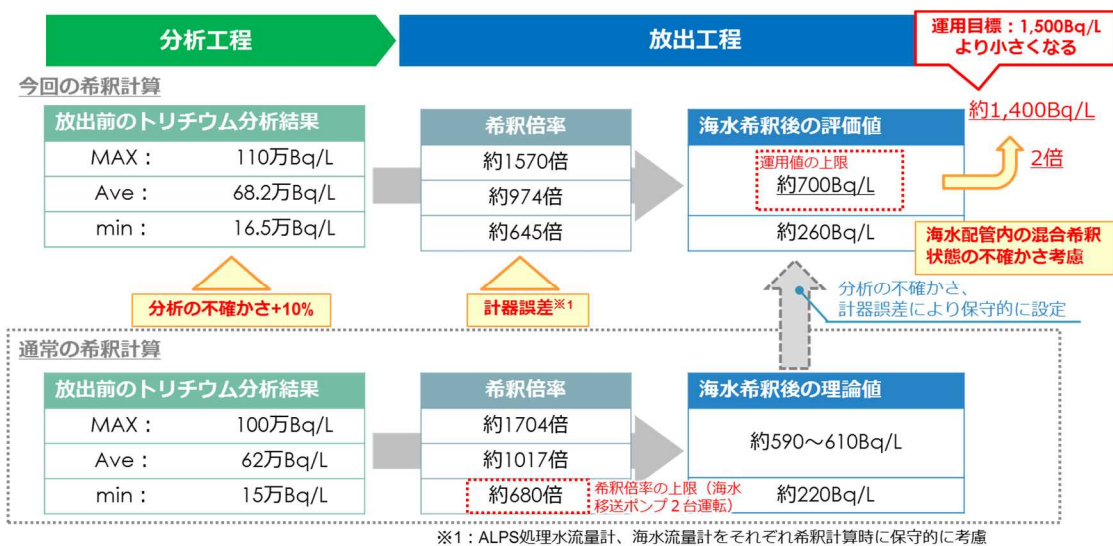 分析工程
放出工程
運用目標：1,500Bq/L
より小さくなる
今回の希釈計算
放出前のトリチウム分析結果
MAX： 110万Bq/L
Ave： 68.2万Bq/L
min： 16.5万Bq/L
希釈倍率
約1570倍
約974倍
約645倍
海水希釈後の評価値
運用値の上限
約700Bq/L
約260Bq/L
約1,400Bq/L
2倍
分析の不確かさ+10%
計器誤差※1
海水配管内の混合希釈
状態の不確かさ考慮
分析の不確かさ、
計器誤差により保守的に設定
通常の希釈計算
放出前のトリチウム分析結果
MAX： 100万Bq/L
Ave： 62万Bq/L
min： 15万Bq/L
希釈倍率
約1704倍
約1017倍
約680倍
希釈倍率の上限（海水
移送ポンプ２台運転）
海水希釈後の理論値
約590～610Bq/L
約220Bq/L
※1：ALPS処理水流量計、海水流量計をそれぞれ希釈計算時に保守的に考慮